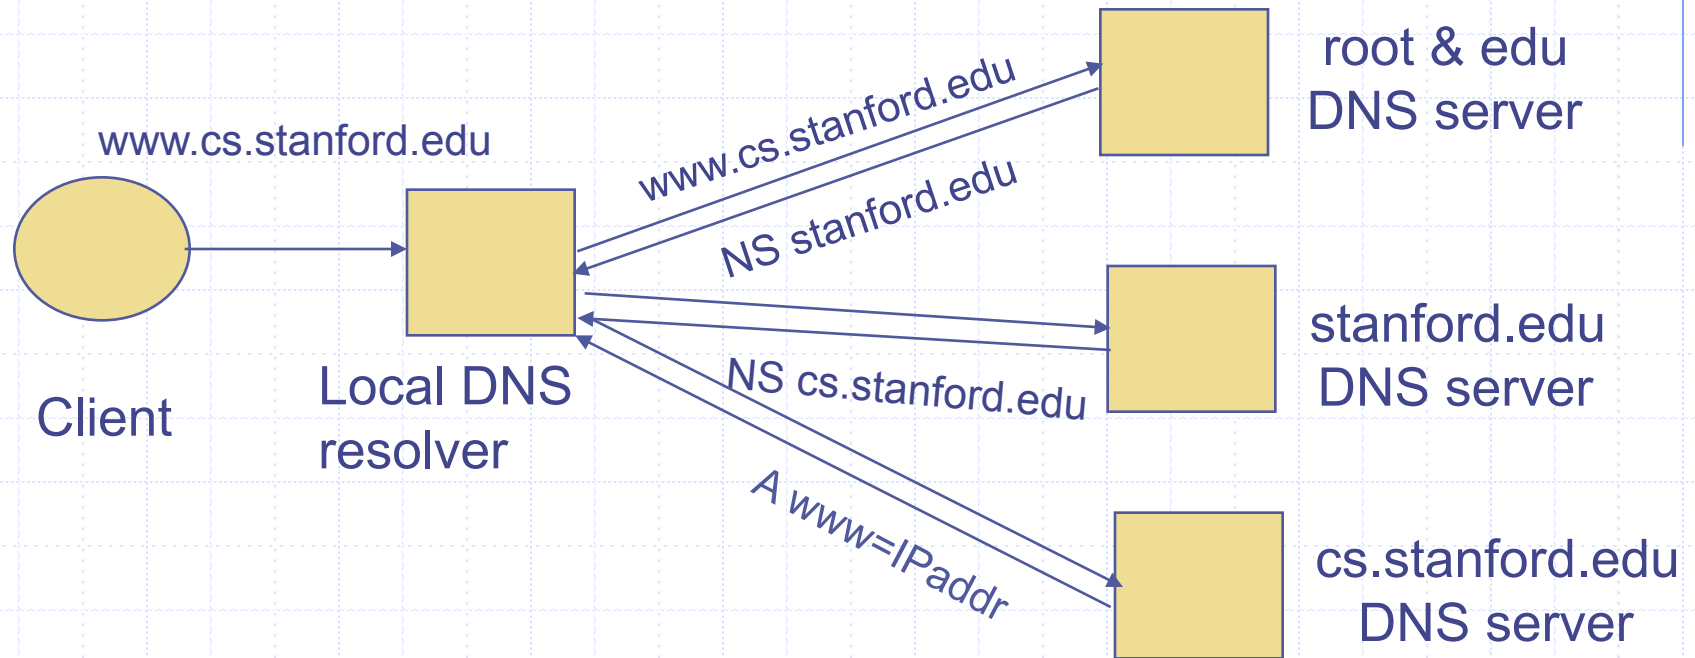 www.cs.stanford.edu
Client
Local DNS
resolver
www.cs.stanford.edu
NS stanford.edu
root & edu
DNS server
NS cs.stanford.edu
stanford.edu
DNS server
A www=IPaddr
cs.stanford.edu
DNS server